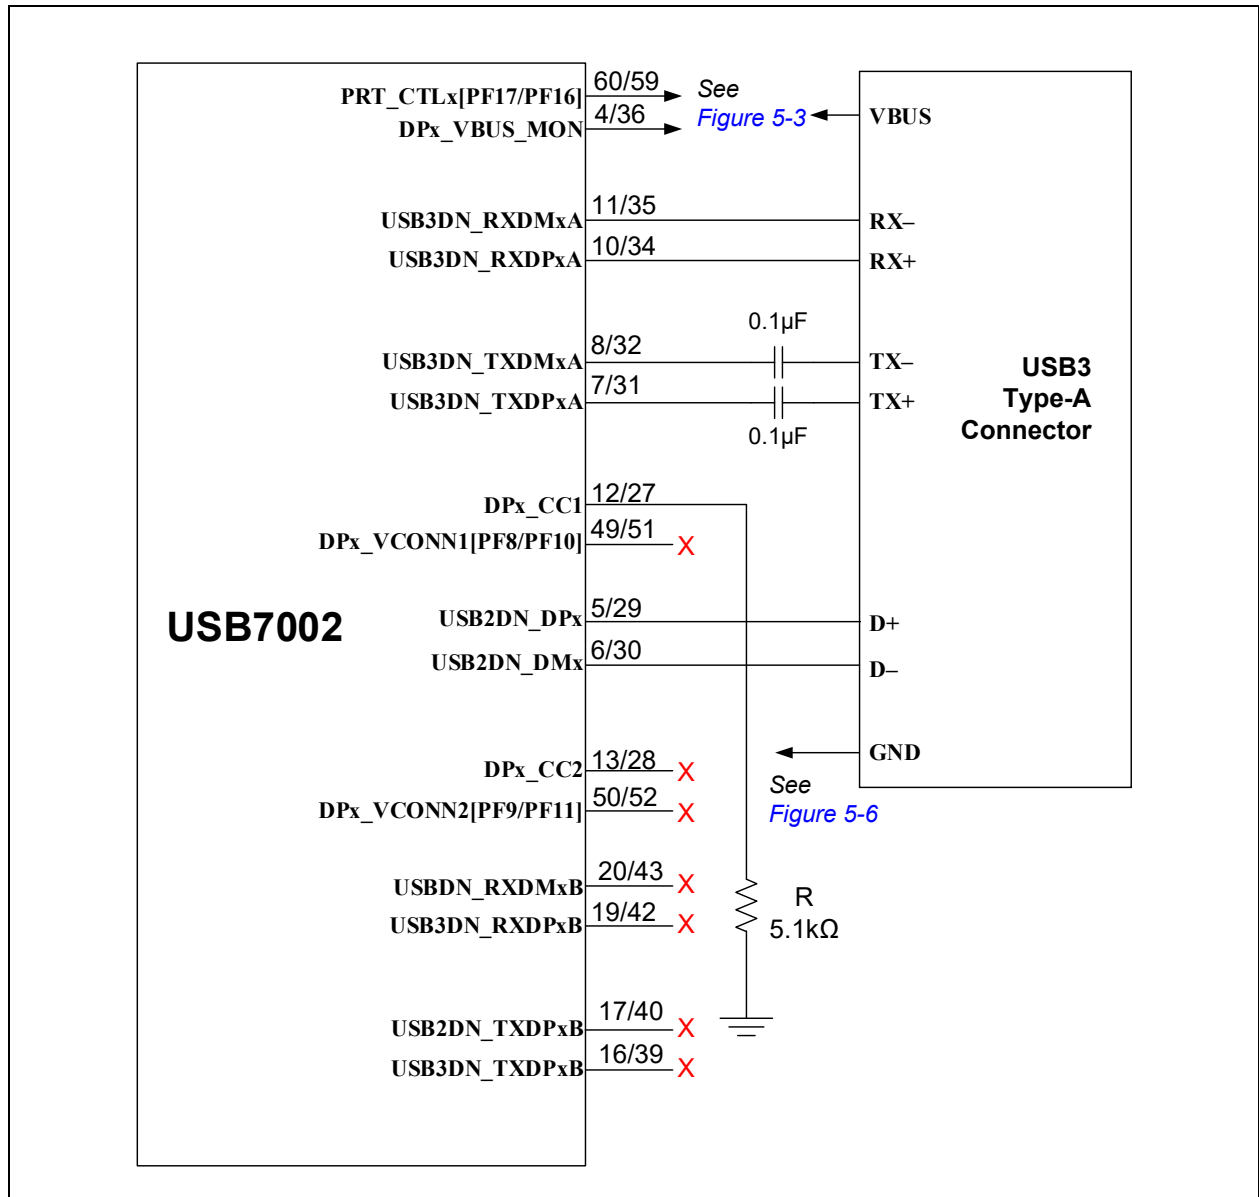 PRT_CTLx[PF17/PF16]
60/59
See
Figure 5-3
VBUS
DPx_VBUS_MON
4/36
USB3DN_RXDMxA
11/35
RX–
USB3DN_RXDPxA
10/34
RX+
0.1µF
USB3DN_TXDMxA
8/32
TX–
USB3DN_TXDPxA
7/31
TX+
0.1µF
USB3
Type-A
Connector
DPx_CC1
12/27
DPx_VCONN1[PF8/PF10]
49/51
X
USB7002
USB2DN_DPx
5/29
D+
USB2DN_DMx
6/30
D–
GND
See
Figure 5-6
DPx_CC2
13/28
X
DPx_VCONN2[PF9/PF11]
50/52
X
USBDN_RXDMxB
20/43
X
USB3DN_RXDPxB
19/42
X
R
5.1kΩ
USB2DN_TXDPxB
17/40
X
USB3DN_TXDPxB
16/39
X